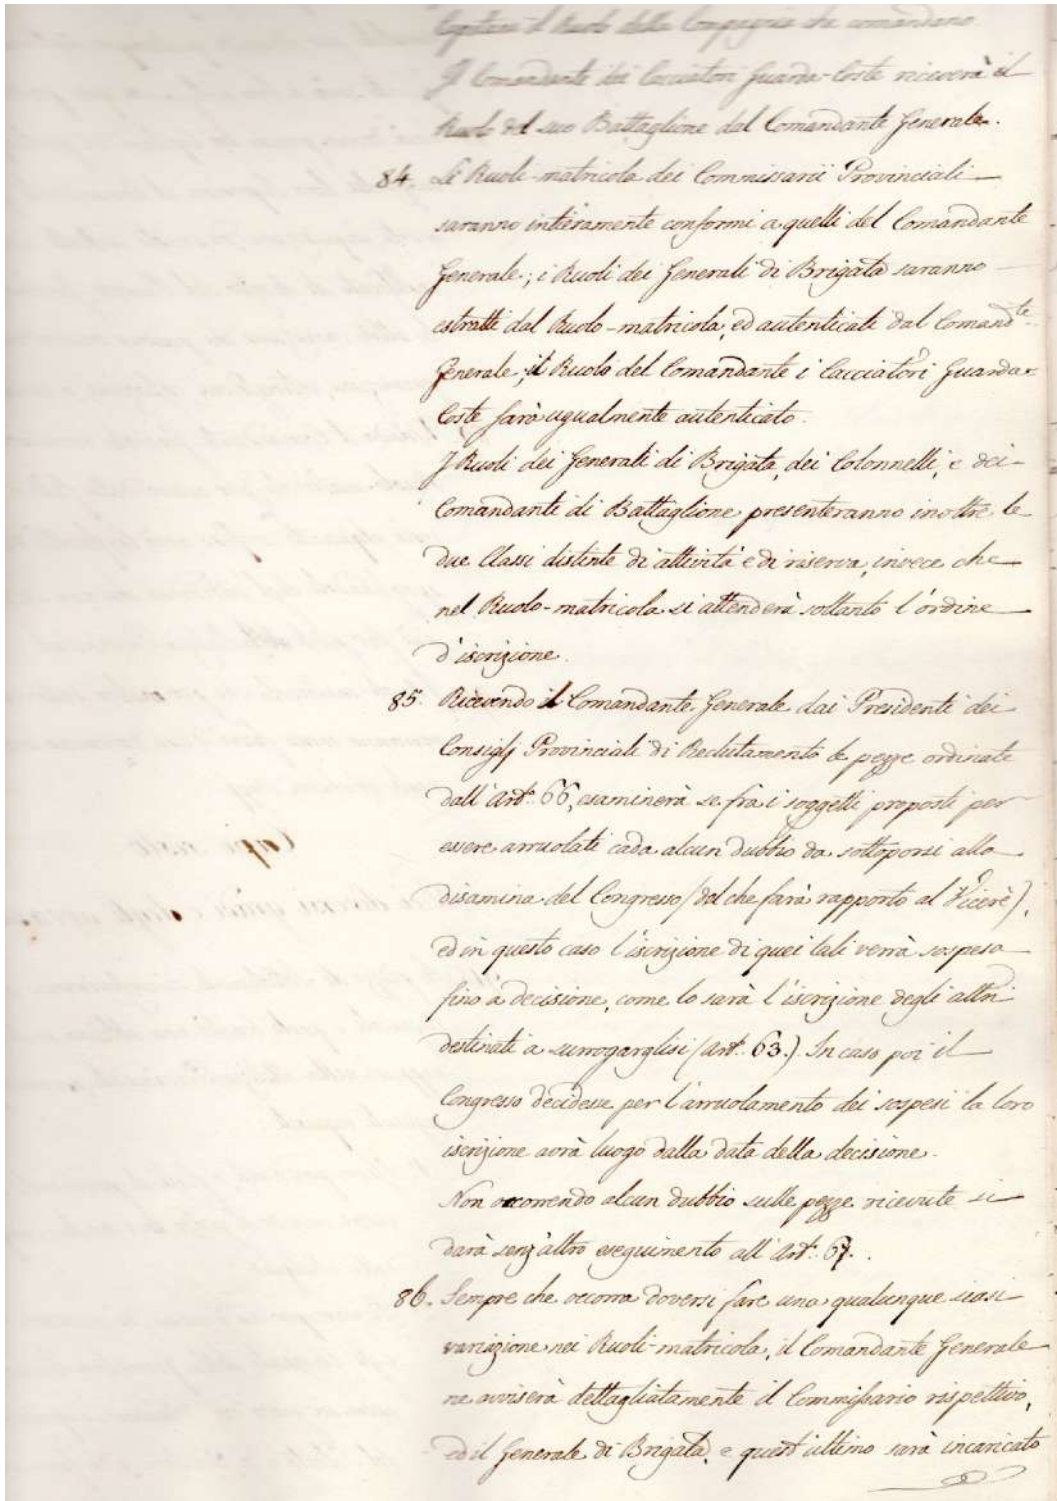 Capitani il Ruolo della Compagnia che comandano
Il Comandante dei Cacciatori Guarda-Coste riceverà il
Ruolo del suo Battaglione dal Comandante Generale.
84. Li Ruoli-matricola dei Commissarii Provinciali
saranno intieramente conformi a quelli del Comandante
Generale; i Ruoli dei Generali di Brigata saranno
estratti dal Ruolo-matricola, ed autenticati dal Comand.te
Generale; il Ruolo del Comandante i Cacciatori Guarda-
Coste sarà ugualmente autenticato.
I Ruoli dei Generali di Brigata, dei Colonnelli, e dei
Comandanti di Battaglione presenteranno inoltre le
due Classi distinte di attività e di riserva, invece che
nel Ruolo-matricola si attenderà soltanto l'ordine
d'iscrizione.
85. Ricevendo il Comandante Generale dai Presidenti dei
Consiglj Provinciali di Reclutamento le pezze ordinate
dall'Art. 66, esaminerà se fra i soggetti proposti per
essere arruolati cada alcun dubbio da sottoporsi alla
disamina del Congresso (del che farà rapporto al Vicerè),
ed in questo caso l'iscrizione di quei tali verrà sospesa
fino a decisione, come lo sarà l'iscrizione degli altri
destinati a surrogarglisi (Art. 63.) In caso poi il
Congresso decidesse per l'arruolamento dei sospesi la loro
iscrizione avrà luogo dalla data della decisione.
Non occorrendo alcun dubbio sulle pezze ricevute si
darà senz'altro eseguimento all'Art. 67.
86. Sempre che occorra doversi fare una qualunque siasi
variazione nei Ruoli-matricola, il Comandante Generale
ne avviserà dettagliatamente il Commissario rispettivo,
ed il Generale di Brigata, e quest'ultimo sarà incaricato